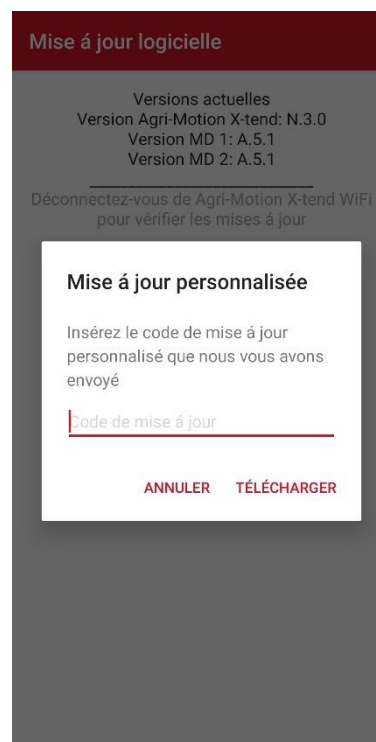 Mise á jour logicielle
Versions actuelles
Version Agri-Motion X-tend: N.3.0
Version MD 1: A.5.1
Version MD 2: A.5.1
Déconnectez-vous de Agri-Motion X-tend WiFi
pour vérifier les mises á jour
Mise á jour personnalisée
Insérez le code de mise á jour
personnalisé que nous vous avons
envoyé
Code de mise á jour
ANNULER TÉLÉCHARGER